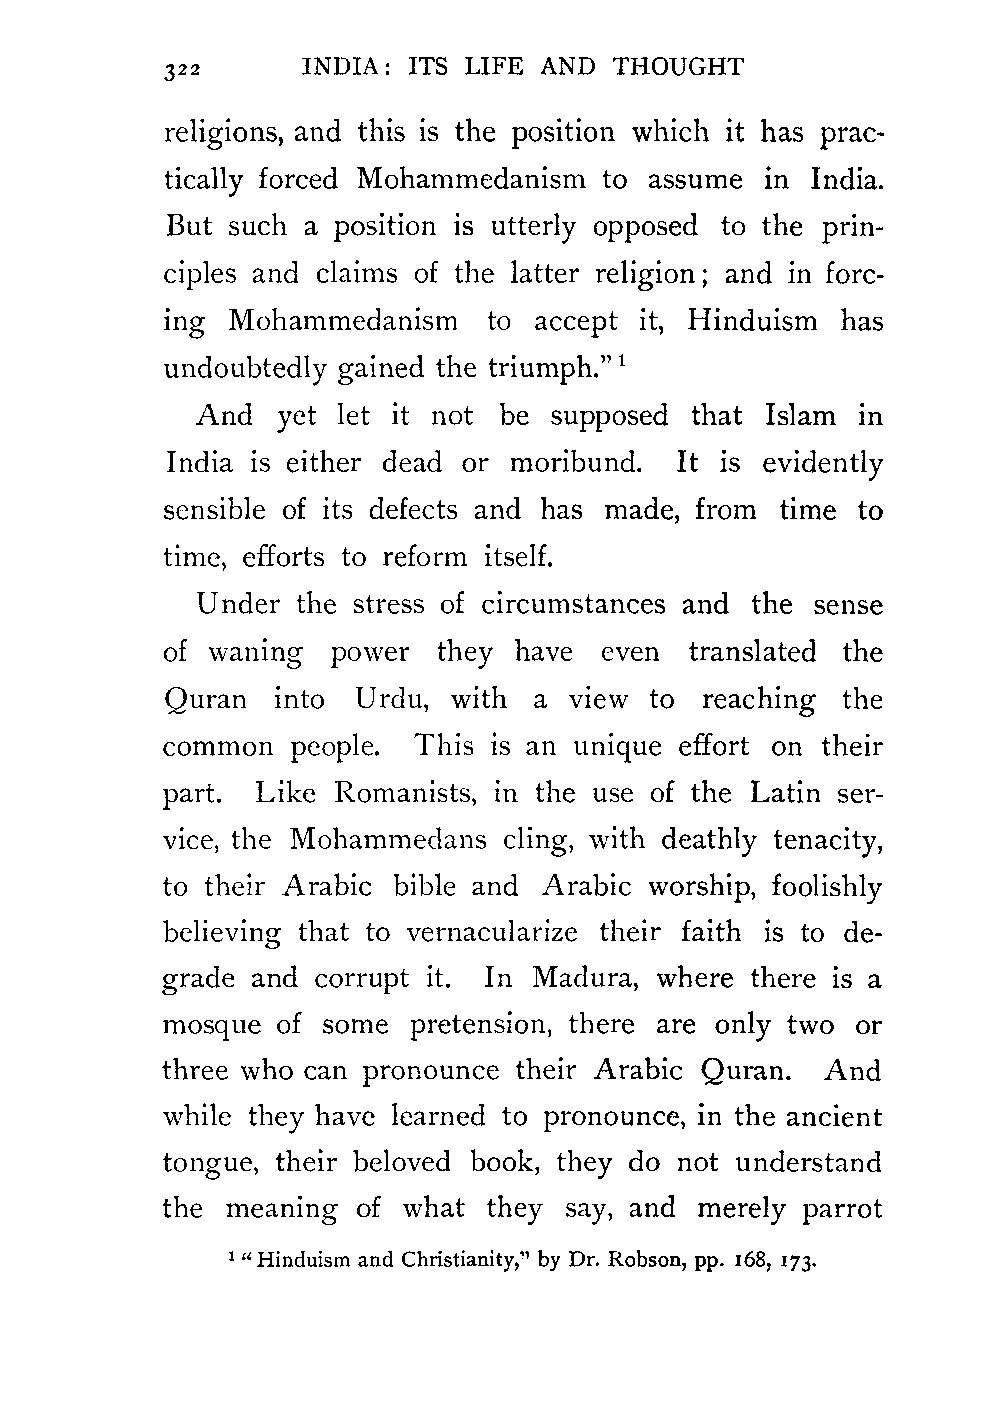 322 INDIA: ITS LIFE AND THOUGHT
religions, and this is the position which it has prac-
tically forced Mohammedanism to assume in India.
But such a position is utterly opposed to the prin-
ciples and claims of the latter religion; and in forc-
ing Mohammedanism to accept it, Hinduism has
undoubtedly gained the triumph." ¹
And yet let it not be supposed that Islam in
India is either dead or moribund. It is evidently
sensible of its defects and has made, from time to
time, efforts to reform itself.
Under the stress of circumstances and the sense
of waning power they have even translated the
Quran into Urdu, with a view to reaching the
common people. This is an unique effort on their
part. Like Romanists, in the use of the Latin ser-
vice, the Mohammedans cling, with deathly tenacity,
to their Arabic bible and Arabic worship, foolishly
believing that to vernacularize their faith is to de-
grade and corrupt it. In Madura, where there is a
mosque of some pretension, there are only two or
three who can pronounce their Arabic Quran. And
while they have learned to pronounce, in the ancient
tongue, their beloved book, they do not understand
the meaning of what they say, and merely parrot
¹ "Hinduism and Christianity," by Dr. Robson, pp. 168, 173.